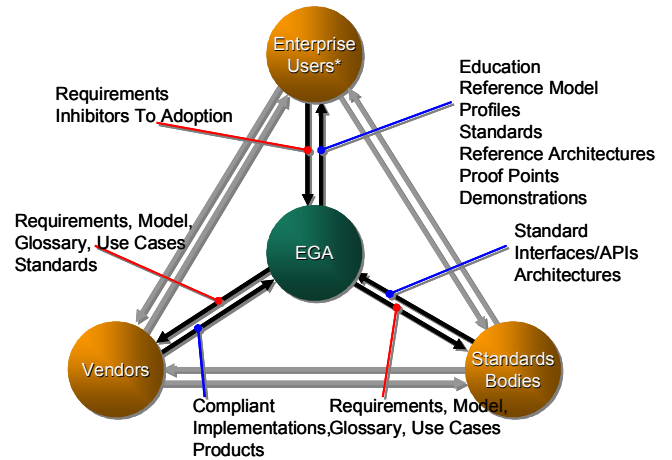 Enterprise
Users*
Education
Reference Model
Profiles
Standards
Reference Architectures
Proof Points
Demonstrations
Requirements
Inhibitors To Adoption
Requirements, Model,
Glossary, Use Cases
Standards
EGA
Standard
Interfaces/APIs
Architectures
Vendors
Standards
Bodies
Compliant
Implementations,
Products
Requirements, Model,
Glossary, Use Cases